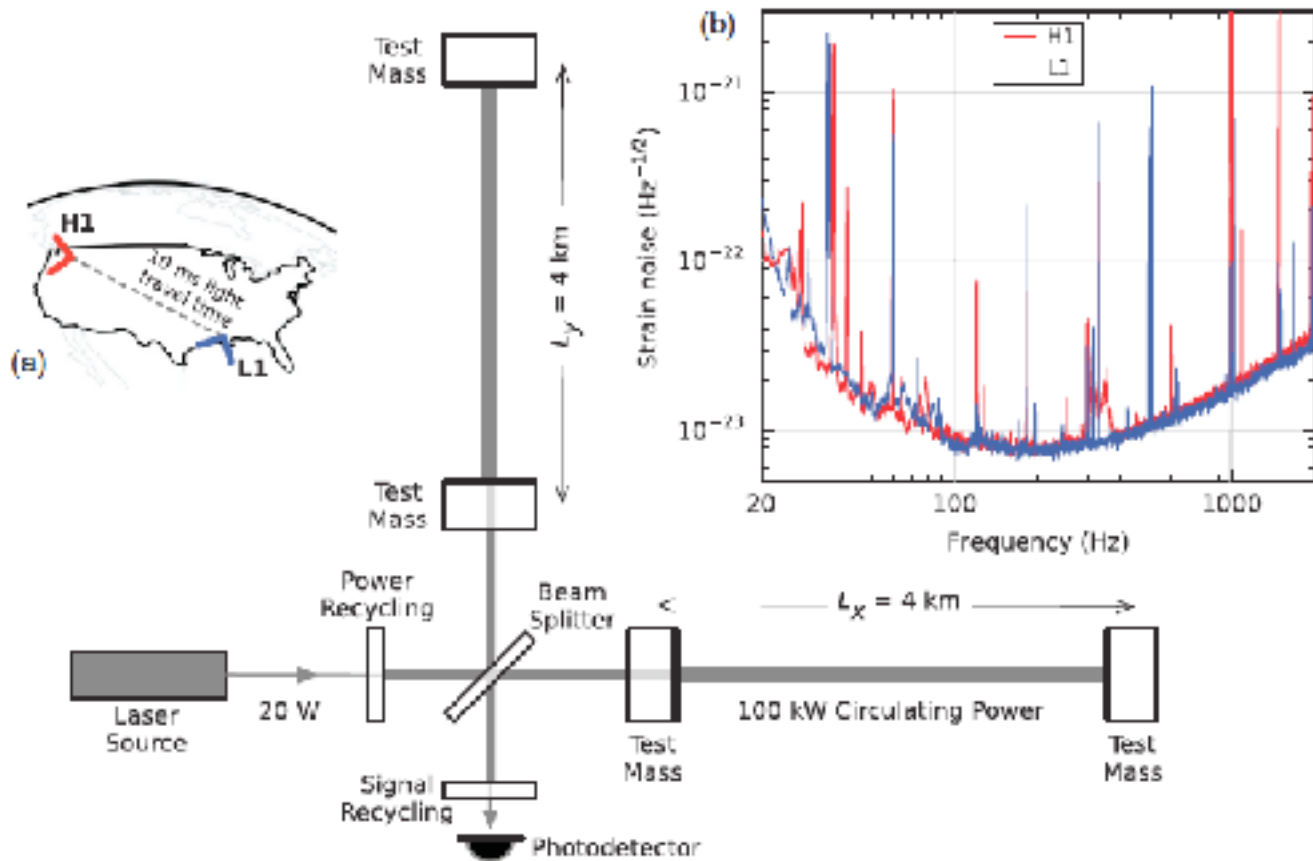 Test
Mass
(b)
H1
L1
10⁻²¹
10⁻²²
10⁻²³
Strain noise (Hz⁻¹/²)
20
100
1000
Frequency (Hz)
H1
10 ms light
travel time
L1
(a)
Ly = 4 km
Test
Mass
Power
Recycling
Beam
Splitter
Lx = 4 km
20 W
Laser
Source
100 kW Circulating Power
Test
Mass
Test
Mass
Signal
Recycling
Photodetector